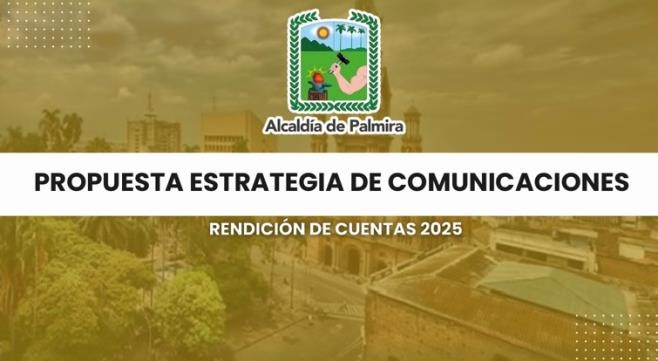 Alcaldía de Palmira
PROPUESTA ESTRATEGIA DE COMUNICACIONES
RENDICIÓN DE CUENTAS 2025